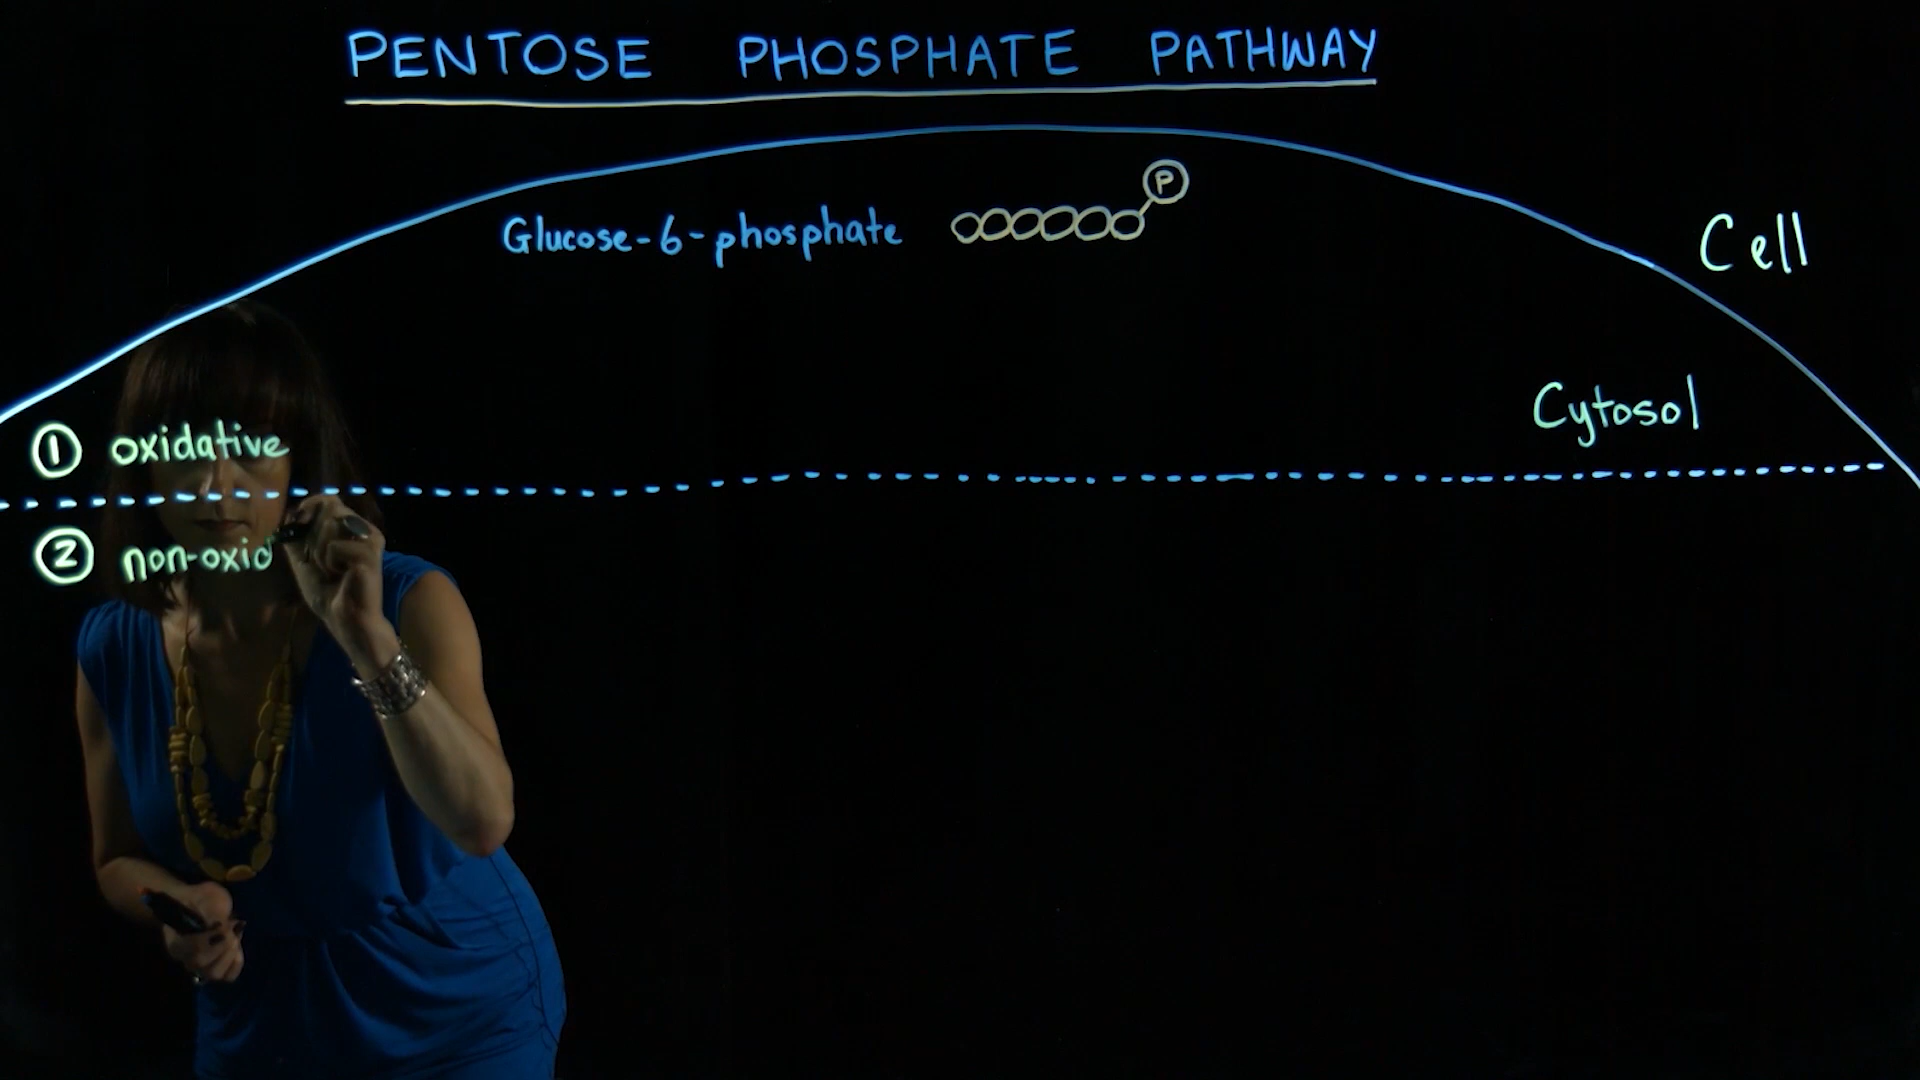 PENTOSE PHOSPHATE PATHWAY
Glucose-6-phosphate
P
Cell
Cytosol
1 oxidative
2 non-oxid